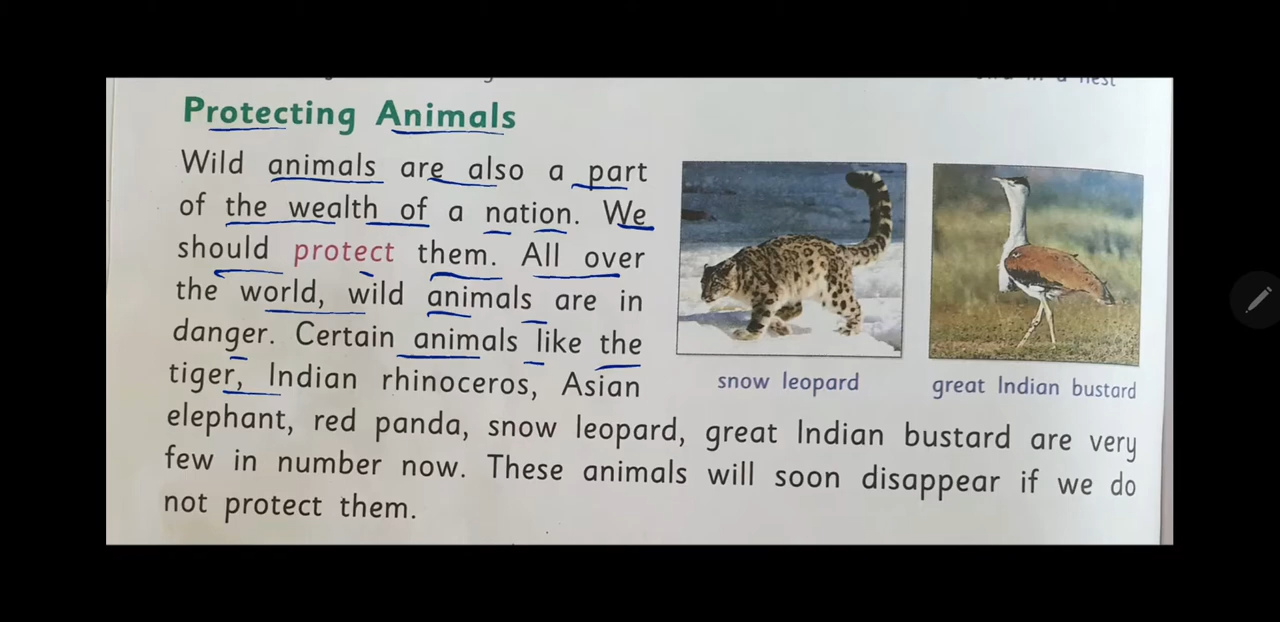 Protecting Animals
Wild animals are also a part
of the wealth of a nation. We
should protect them. All over
the world, wild animals are in
danger. Certain animals like the
tiger, Indian rhinoceros, Asian
elephant, red panda, snow leopard, great Indian bustard are very
few in number now. These animals will soon disappear if we do
not protect them.
snow leopard
great Indian bustard